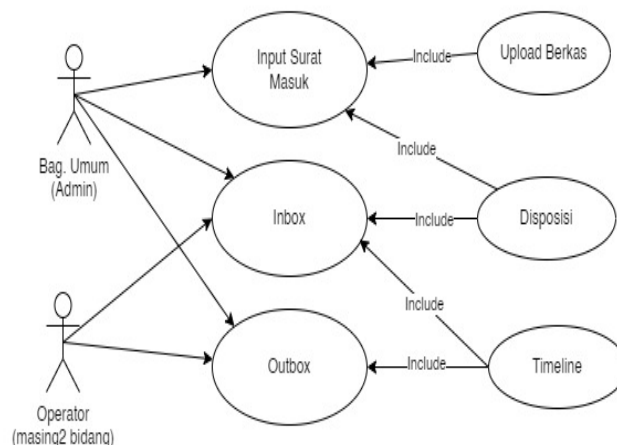 Input Surat
Masuk
Include
Upload Berkas
Bag. Umum
(Admin)
Include
Inbox
Include
Disposisi
Include
Operator
(masing2 bidang)
Outbox
Include
Timeline